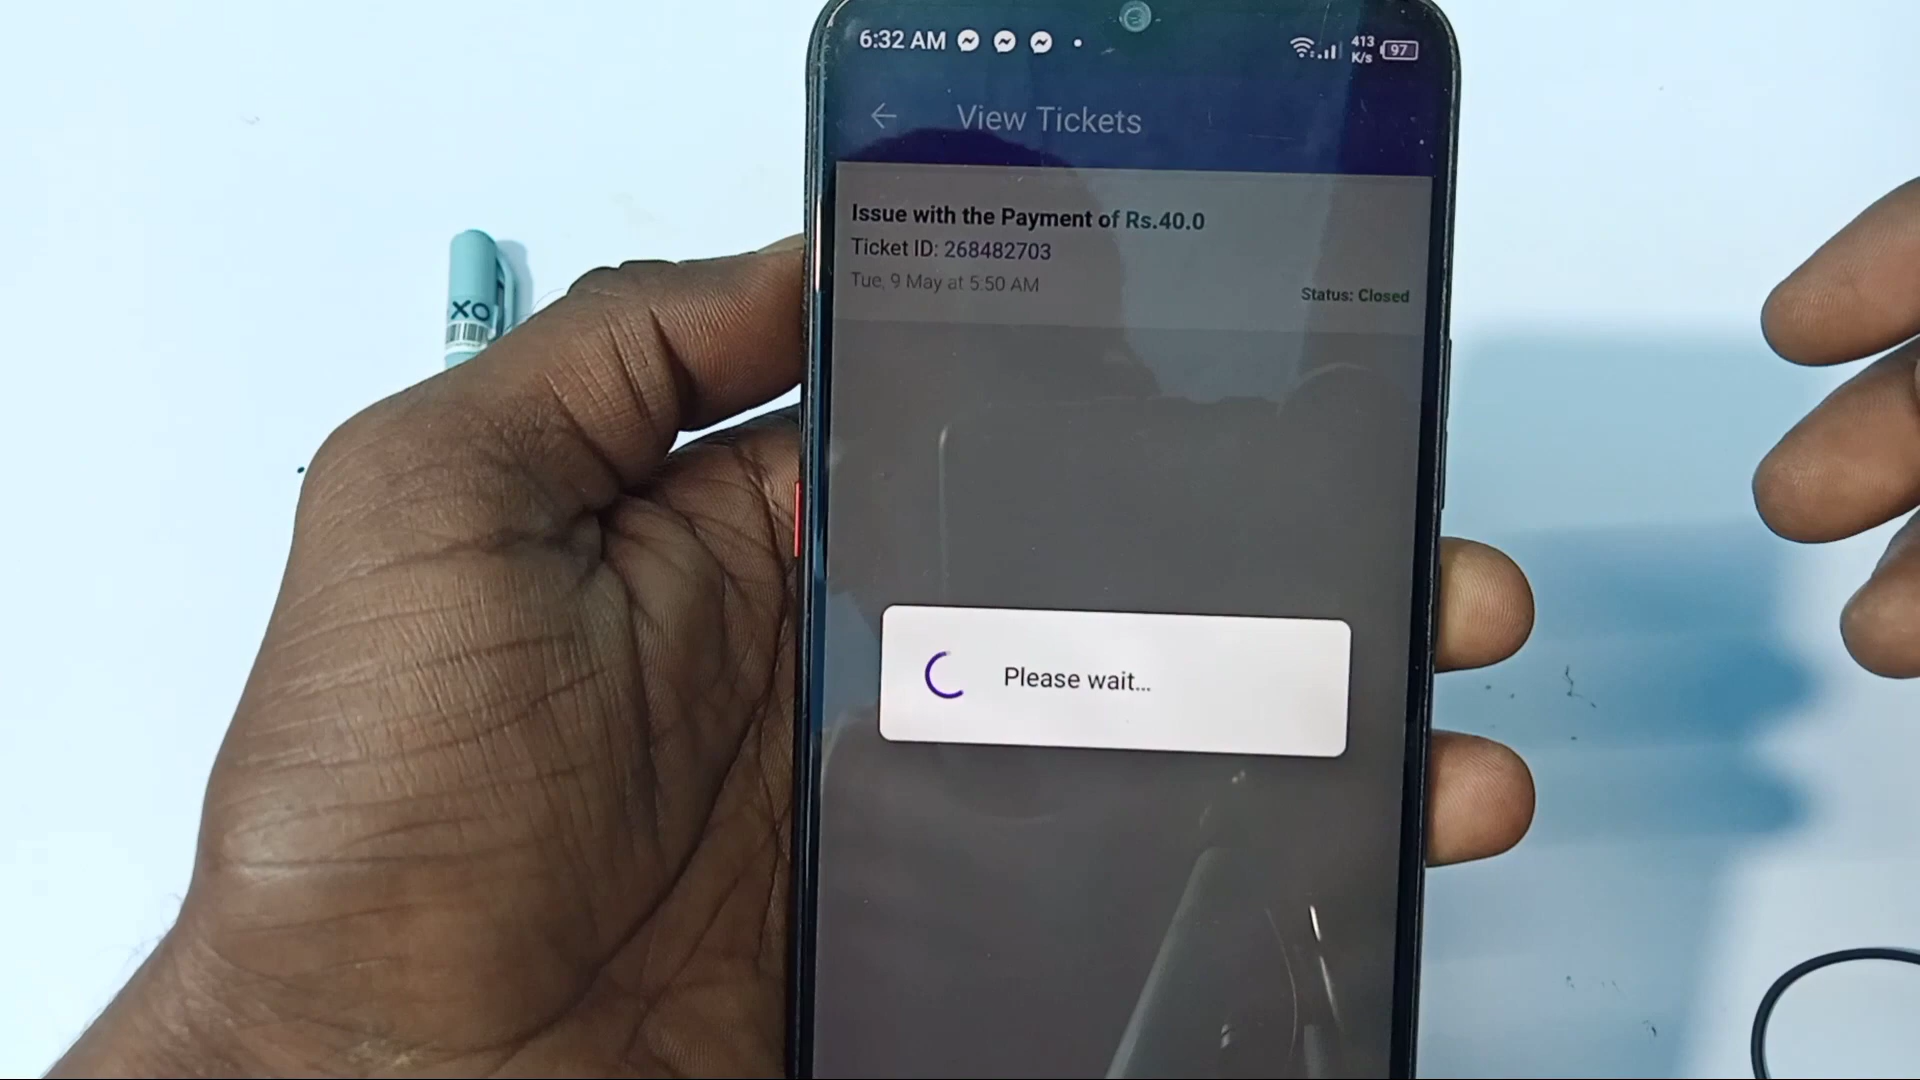 6:32 AM
413
K/s
97
View Tickets
Issue with the Payment of Rs.40.0
Ticket ID: 268482703
Tue, 9 May at 5:50 AM
Status: Closed
XO
Please wait...